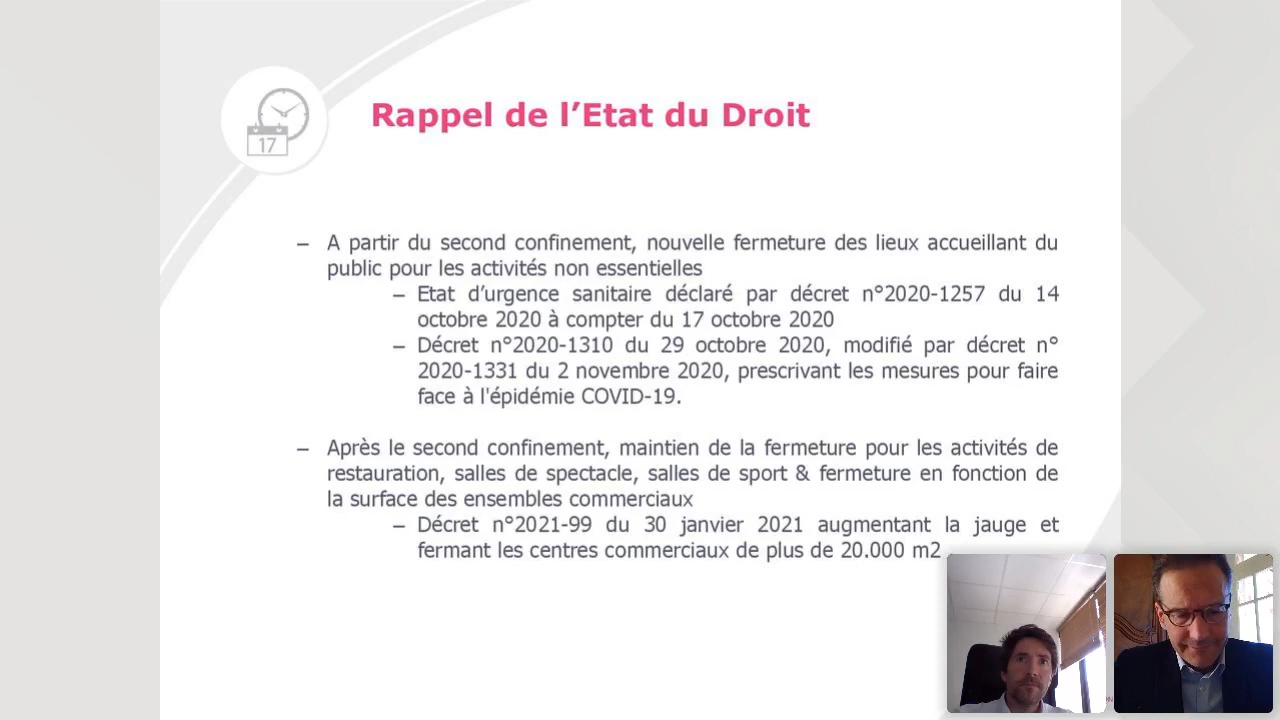 17
Rappel de l’Etat du Droit
– A partir du second confinement, nouvelle fermeture des lieux accueillant du
public pour les activités non essentielles
– Etat d’urgence sanitaire déclaré par décret n°2020-1257 du 14
octobre 2020 à compter du 17 octobre 2020
– Décret n°2020-1310 du 29 octobre 2020, modifié par décret n°
2020-1331 du 2 novembre 2020, prescrivant les mesures pour faire
face à l'épidémie COVID-19.
– Après le second confinement, maintien de la fermeture pour les activités de
restauration, salles de spectacle, salles de sport & fermeture en fonction de
la surface des ensembles commerciaux
– Décret n°2021-99 du 30 janvier 2021 augmentant la jauge et
fermant les centres commerciaux de plus de 20.000 m2